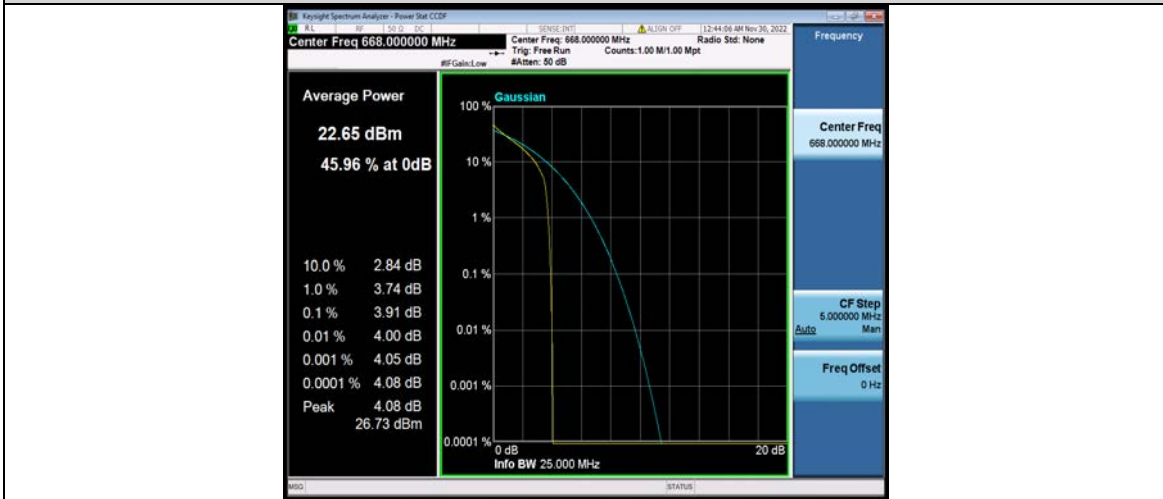 Keysight Spectrum Analyzer - Power Stat CCDF
RL RF 50 Ω DC SENSE:INT ALIGN OFF 12:44:06 AM Nov 30, 2022
Center Freq 668.000000 MHz
Center Freq: 668.000000 MHz Radio Std: None
Trig: Free Run Counts:1.00 M/1.00 Mpt
#IFGain:Low #Atten: 50 dB
Frequency
Average Power
22.65 dBm
45.96 % at 0dB
10.0 % 2.84 dB
1.0 % 3.74 dB
0.1 % 3.91 dB
0.01 % 4.00 dB
0.001 % 4.05 dB
0.0001 % 4.08 dB
Peak 4.08 dB
26.73 dBm
Gaussian
100 %
10 %
1 %
0.1 %
0.01 %
0.001 %
0.0001 %
0 dB 20 dB
Info BW 25.000 MHz
Center Freq
668.000000 MHz
CF Step
5.000000 MHz
Auto Man
Freq Offset
0 Hz
MSG STATUS